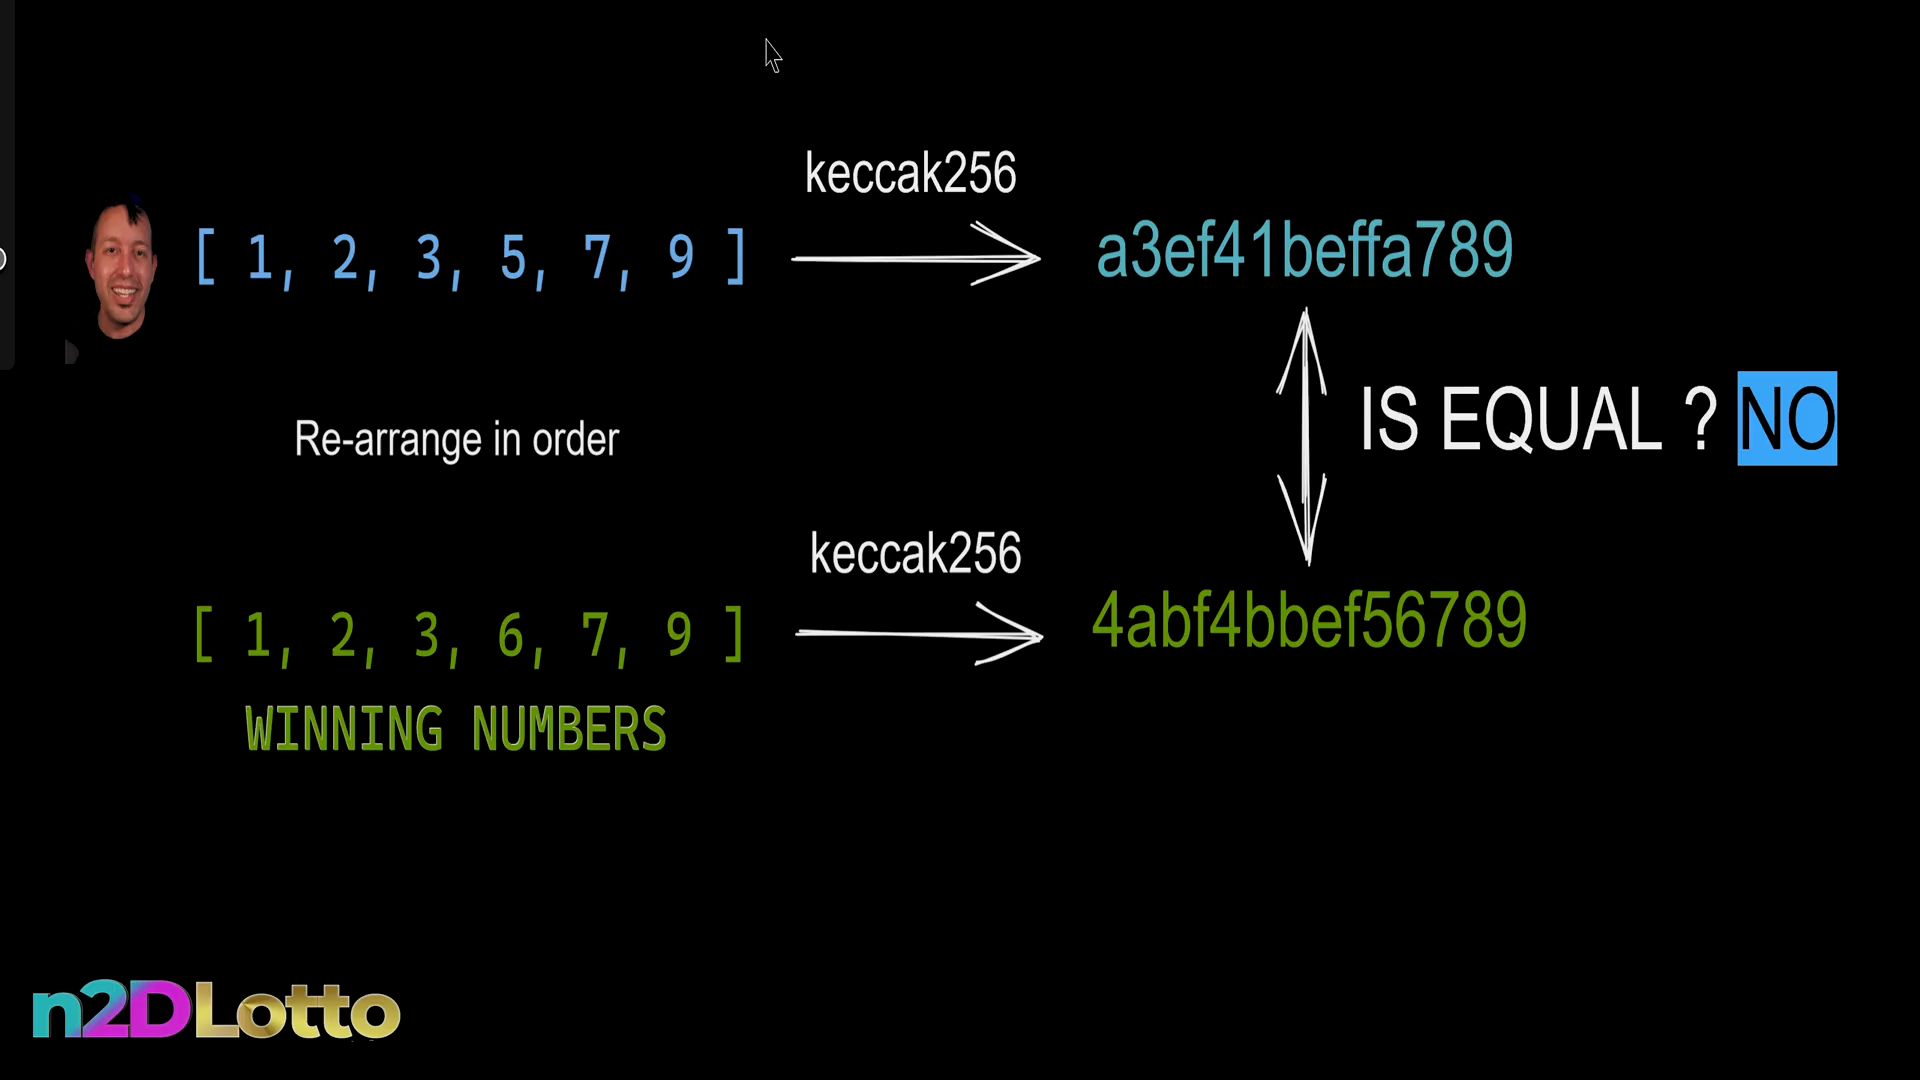 keccak256
[ 1, 2, 3, 5, 7, 9 ]
a3ef41beffa789
Re-arrange in order
IS EQUAL ? NO
keccak256
[ 1, 2, 3, 6, 7, 9 ]
4abf4bbef56789
WINNING NUMBERS
n2DLotto